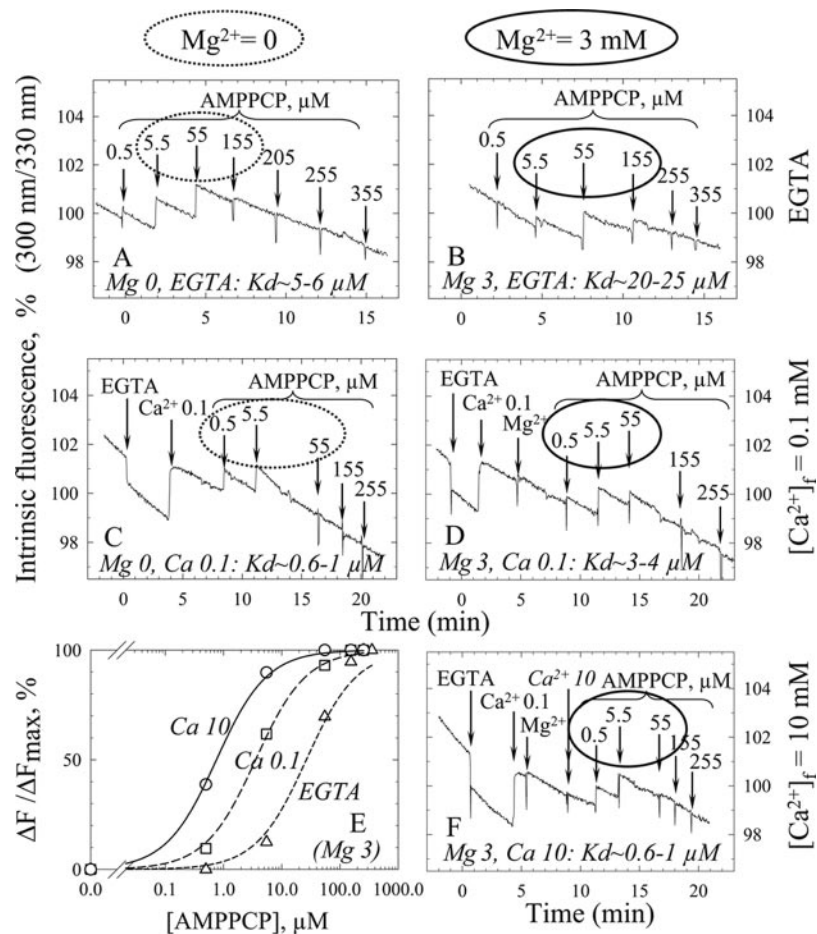 Mg²⁺= 0
Mg²⁺= 3 mM
Intrinsic fluorescence, % (300 nm/330 nm)
AMPPCP, µM
0.5
5.5
55
155
205
255
355
104
102
100
98
A
Mg 0, EGTA: Kd~5-6 µM
0 5 10 15
AMPPCP, µM
0.5
5.5
55
155
255
355
104
102
100
98
EGTA
B
Mg 3, EGTA: Kd~20-25 µM
0 5 10 15
AMPPCP, µM
EGTA
Ca²⁺ 0.1
0.5
5.5
55
155
255
104
102
100
98
C
Mg 0, Ca 0.1: Kd~0.6-1 µM
0 5 10 15 20
AMPPCP, µM
EGTA
Ca²⁺ 0.1
Mg²⁺
0.5
5.5
55
155
255
104
102
100
98
[Ca²⁺]f = 0.1 mM
D
Mg 3, Ca 0.1: Kd~3-4 µM
0 5 10 15 20
Time (min)
ΔF /ΔFmax, %
100
50
0
Ca 10
Ca 0.1
EGTA
E
(Mg 3)
0.0 0.1 1.0 10.0 100.0 1000.0
[AMPPCP], µM
F
EGTA
Ca²⁺ 0.1
Mg²⁺
Ca²⁺ 10
AMPPCP, µM
0.5
5.5
55
155
255
104
102
100
98
[Ca²⁺]f = 10 mM
Mg 3, Ca 10: Kd~0.6-1 µM
0 5 10 15 20
Time (min)